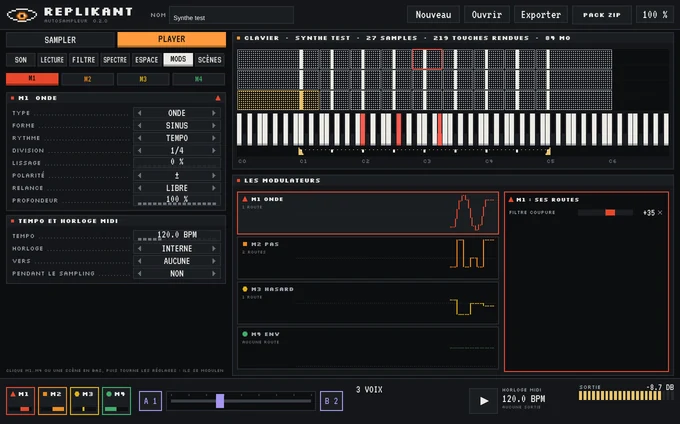 REPLIKANT
AUTOSAMPLEUR 0.2.0
NOM
Synthe test
Nouveau
Ouvrir
Exporter
PACK ZIP
100 %
SAMPLER
PLAYER
SON
LECTURE
FILTRE
SPECTRE
ESPACE
MODS
SCÈNES
M1
M2
M3
M4
M1 ONDE
TYPE
ONDE
FORME
SINUS
RYTHME
TEMPO
DIVISION
1/4
LISSAGE
0 %
POLARITÉ
±
RELANCE
LIBRE
PROFONDEUR
100 %
TEMPO ET HORLOGE MIDI
TEMPO
120.0 BPM
HORLOGE
INTERNE
VERS
AUCUNE
PENDANT LE SAMPLING
NON
CLAVIER · SYNTHE TEST · 27 SAMPLES · 219 TOUCHES RENDUES · 84 MO
C0
C1
C2
C3
C4
C5
C6
LES MODULATEURS
M1 ONDE
1 ROUTE
M2 PAS
2 ROUTES
M3 HASARD
1 ROUTE
M4 ENV
AUCUNE ROUTE
M1 : SES ROUTES
FILTRE COUPURE
+35 ×
M1
M2
M3
M4
A 1
B 2
3 VOIX
HORLOGE MIDI
120.0 BPM
AUCUNE SORTIE
SORTIE
-8.7 DB